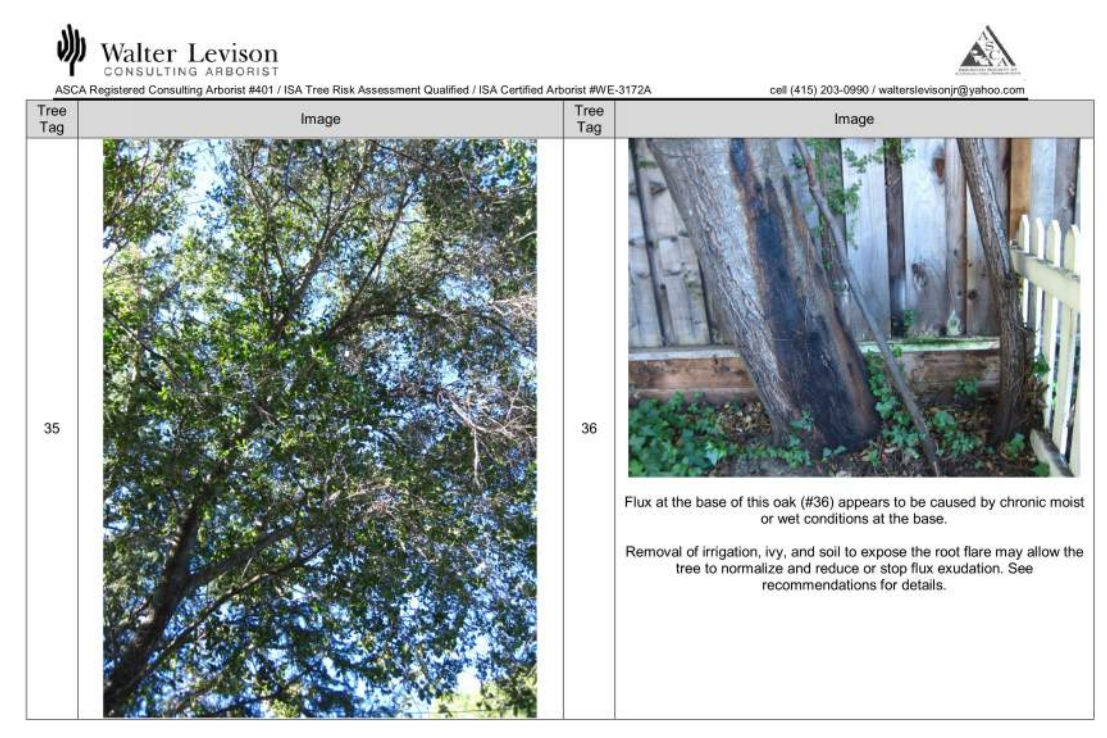 Walter Levison
CONSULTING ARBORIST
ASCA
ASCA Registered Consulting Arborist #401 / ISA Tree Risk Assessment Qualified / ISA Certified Arborist #WE-3172A
cell (415) 203-0990 / walterslevisonjr@yahoo.com
Tree Tag
Image
Tree Tag
Image
35
36
Flux at the base of this oak (#36) appears to be caused by chronic moist
or wet conditions at the base.
Removal of irrigation, ivy, and soil to expose the root flare may allow the
tree to normalize and reduce or stop flux exudation. See
recommendations for details.